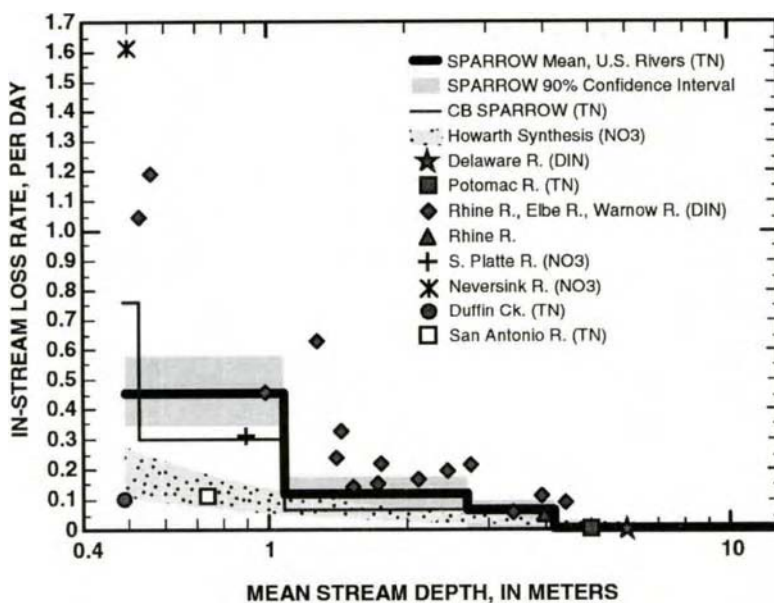 IN-STREAM LOSS RATE, PER DAY
1.7
1.6
1.5
1.4
1.3
1.2
1.1
1.0
0.9
0.8
0.7
0.6
0.5
0.4
0.3
0.2
0.1
0
SPARROW Mean, U.S. Rivers (TN)
SPARROW 90% Confidence Interval
CB SPARROW (TN)
Howarth Synthesis (NO3)
Delaware R. (DIN)
Potomac R. (TN)
Rhine R., Elbe R., Warnow R. (DIN)
Rhine R.
S. Platte R. (NO3)
Neversink R. (NO3)
Duffin Ck. (TN)
San Antonio R. (TN)
0.4
1
10
MEAN STREAM DEPTH, IN METERS